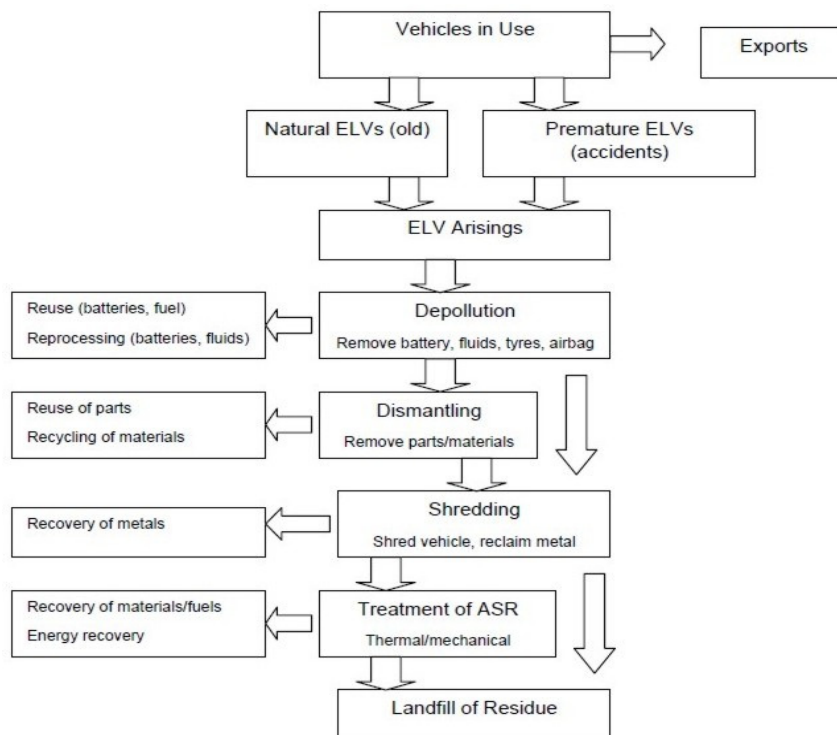 Vehicles in Use
Exports
Natural ELVs (old)
Premature ELVs
(accidents)
ELV Arisings
Reuse (batteries, fuel)
Reprocessing (batteries, fluids)
Depollution
Remove battery, fluids, tyres, airbag
Reuse of parts
Recycling of materials
Dismantling
Remove parts/materials
Recovery of metals
Shredding
Shred vehicle, reclaim metal
Recovery of materials/fuels
Energy recovery
Treatment of ASR
Thermal/mechanical
Landfill of Residue